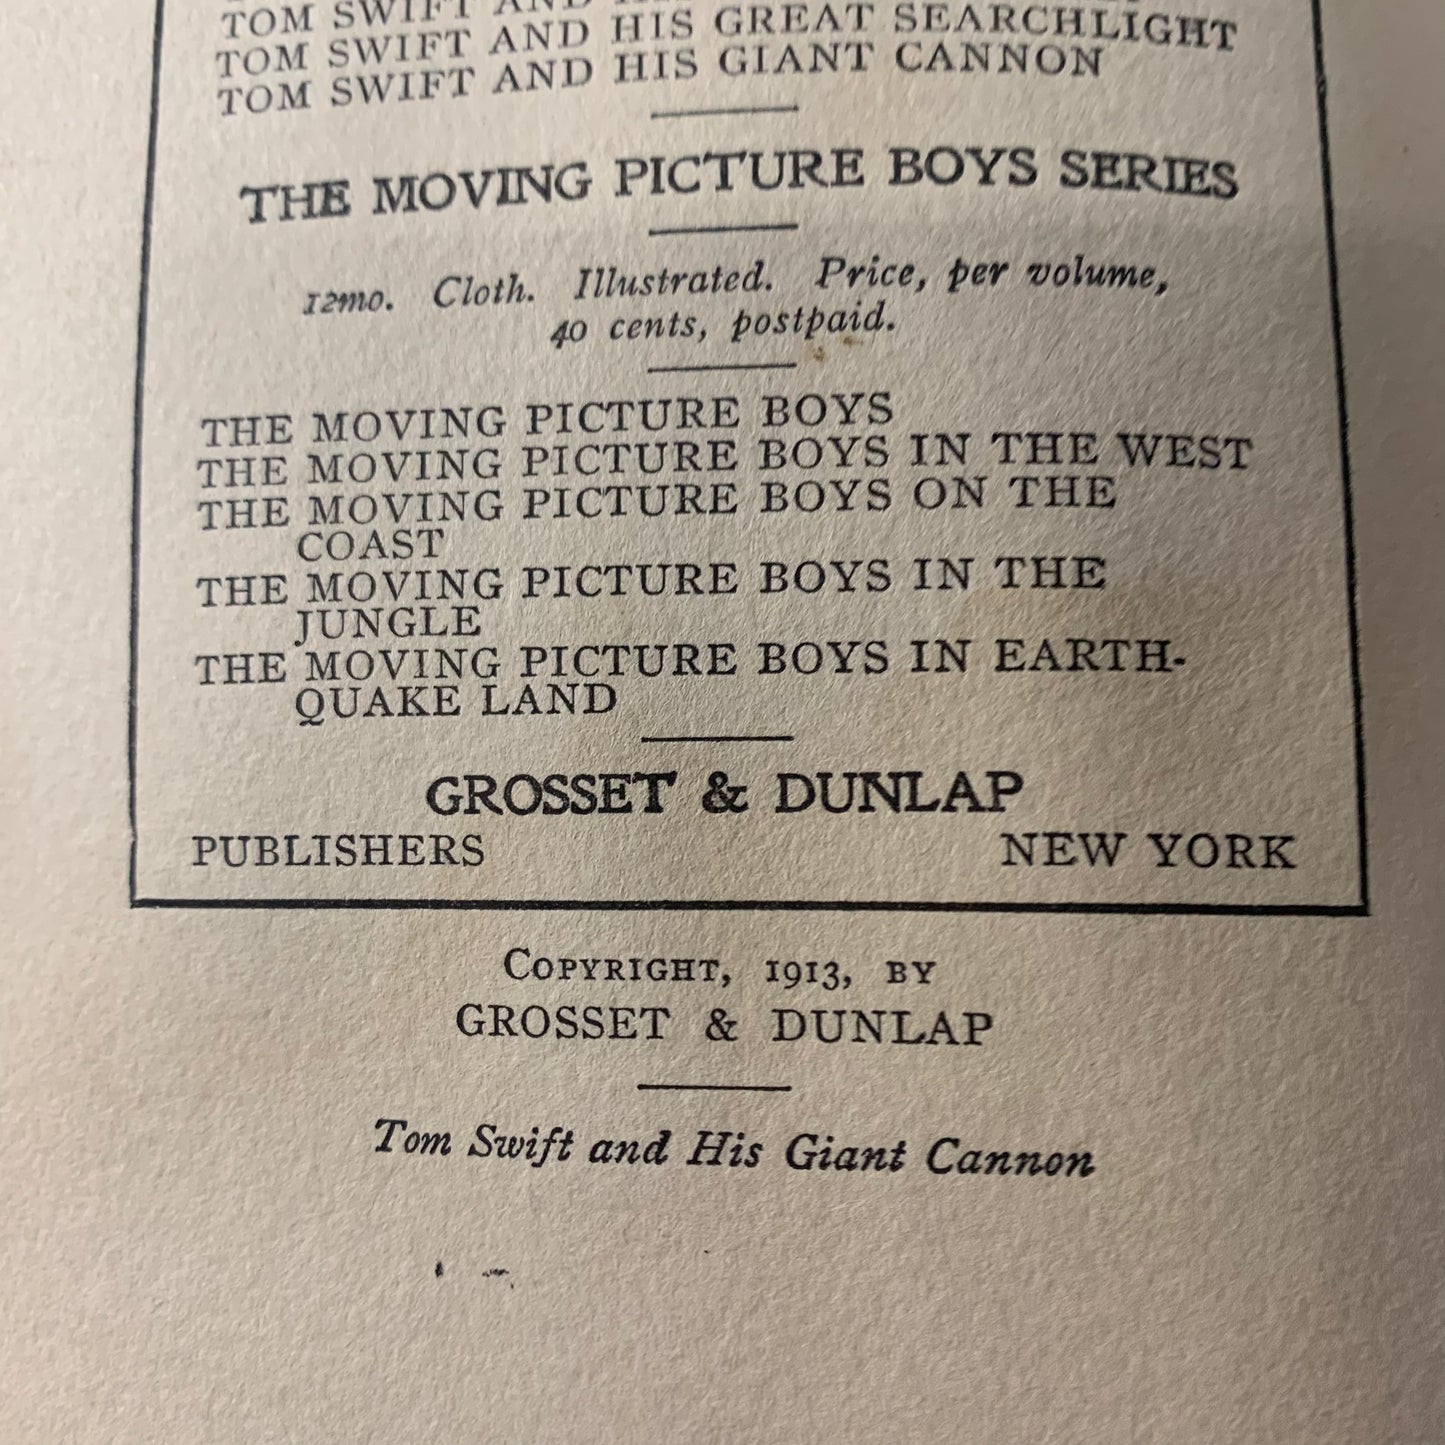 TOM SWIFT AND
TOM SWIFT AND HIS GREAT SEARCHLIGHT
TOM SWIFT AND HIS GIANT CANNON
THE MOVING PICTURE BOYS SERIES
12mo. Cloth. Illustrated. Price, per volume,
40 cents, postpaid.
THE MOVING PICTURE BOYS
THE MOVING PICTURE BOYS IN THE WEST
THE MOVING PICTURE BOYS ON THE
COAST
THE MOVING PICTURE BOYS IN THE
JUNGLE
THE MOVING PICTURE BOYS IN EARTH-
QUAKE LAND
GROSSET & DUNLAP
PUBLISHERS NEW YORK
COPYRIGHT, 1913, BY
GROSSET & DUNLAP
Tom Swift and His Giant Cannon